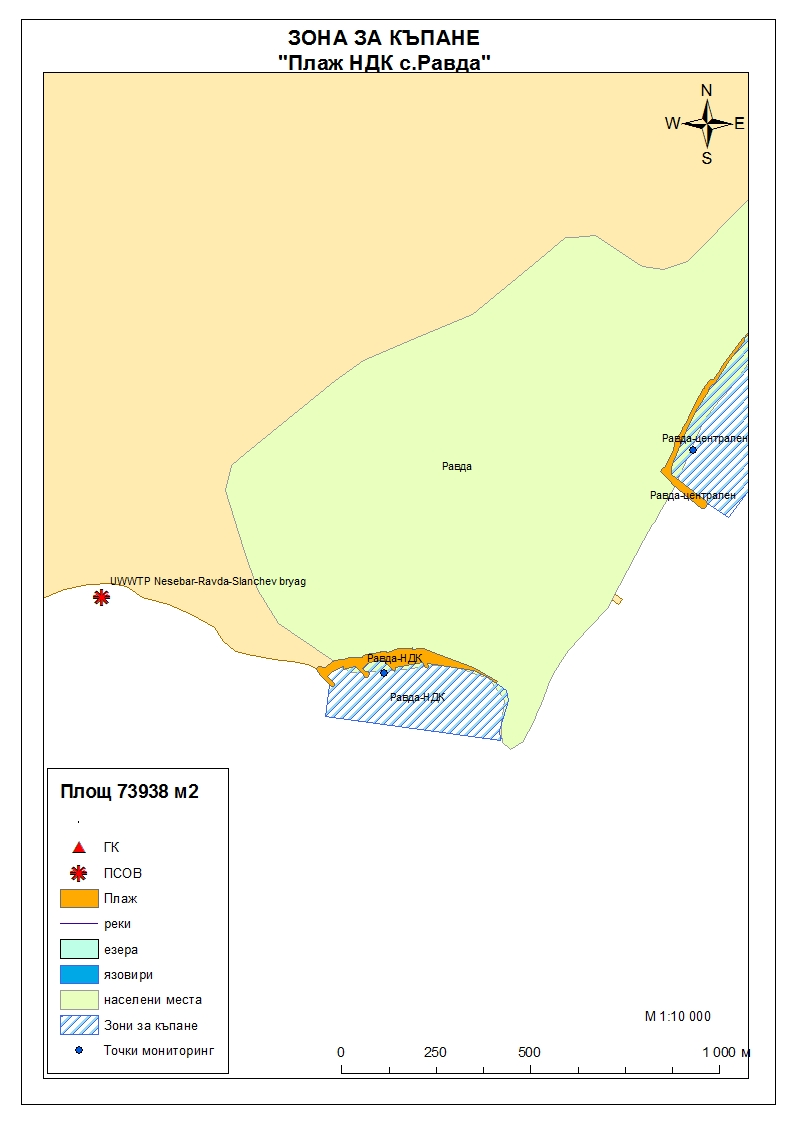 ЗОНА ЗА КЪПАНЕ
"Плаж НДК с.Равда"
N
W E
S
Равда-централен
Равда
Равда-централен
UWWTP Nesebar-Ravda-Slanchev bryag
Равда-НДК
Равда-НДК
Площ 73938 м2
ГК
ПСОВ
Плаж
реки
езера
язовири
населени места
Зони за къпане
Точки мониторинг
М 1:10 000
0 250 500 1 000 м